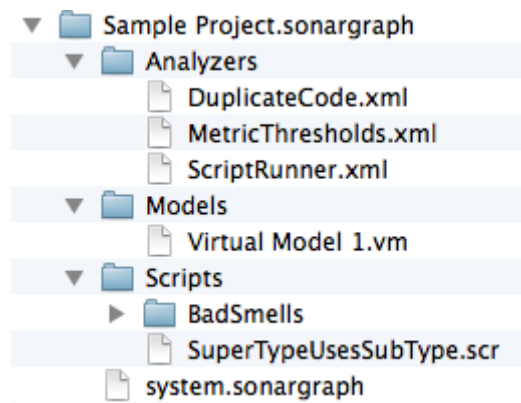 Sample Project.sonargraph
Analyzers
DuplicateCode.xml
MetricThresholds.xml
ScriptRunner.xml
Models
Virtual Model 1.vm
Scripts
BadSmells
SuperTypeUsesSubType.scr
system.sonargraph